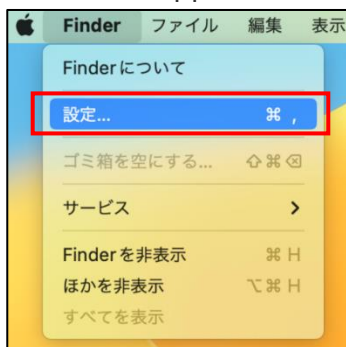 Finder ファイル 編集 表示
Finderについて
設定... ⌘ ,
ゴミ箱を空にする... ⇧⌘⌫
サービス >
Finderを非表示 ⌘ H
ほかを非表示 ⌥⌘ H
すべてを表示